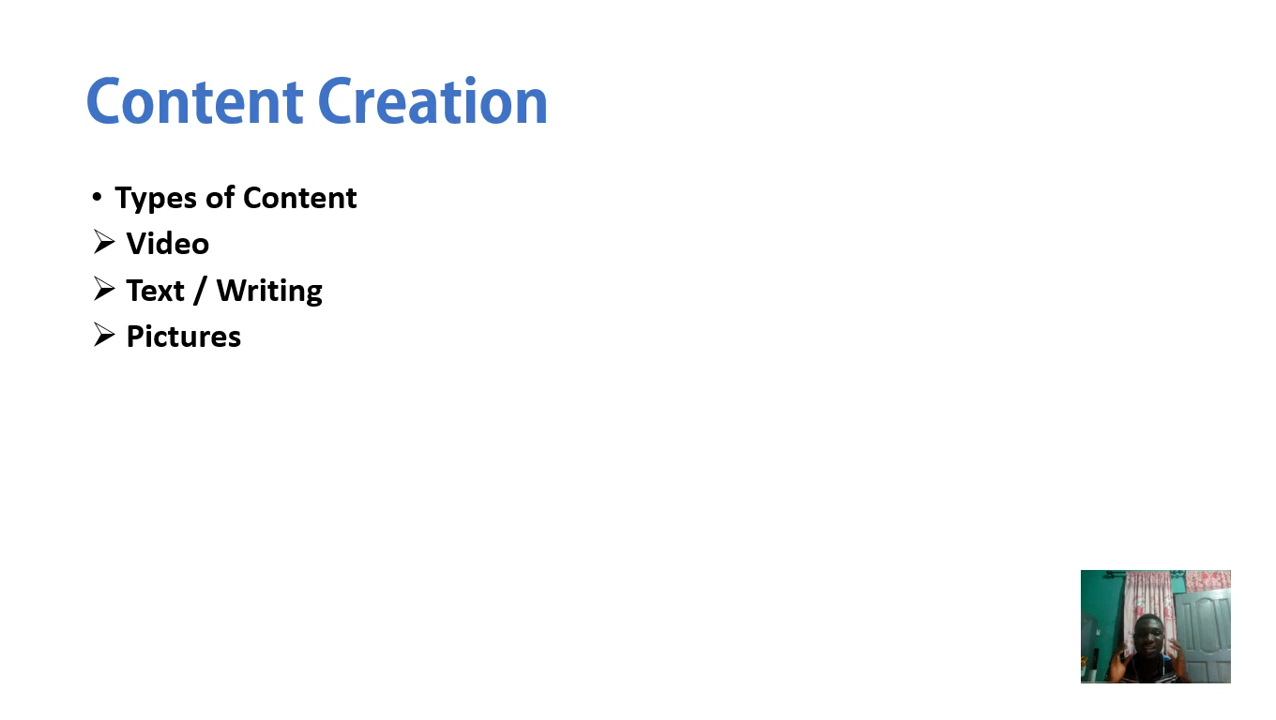 Content Creation
• Types of Content
➢ Video
➢ Text / Writing
➢ Pictures